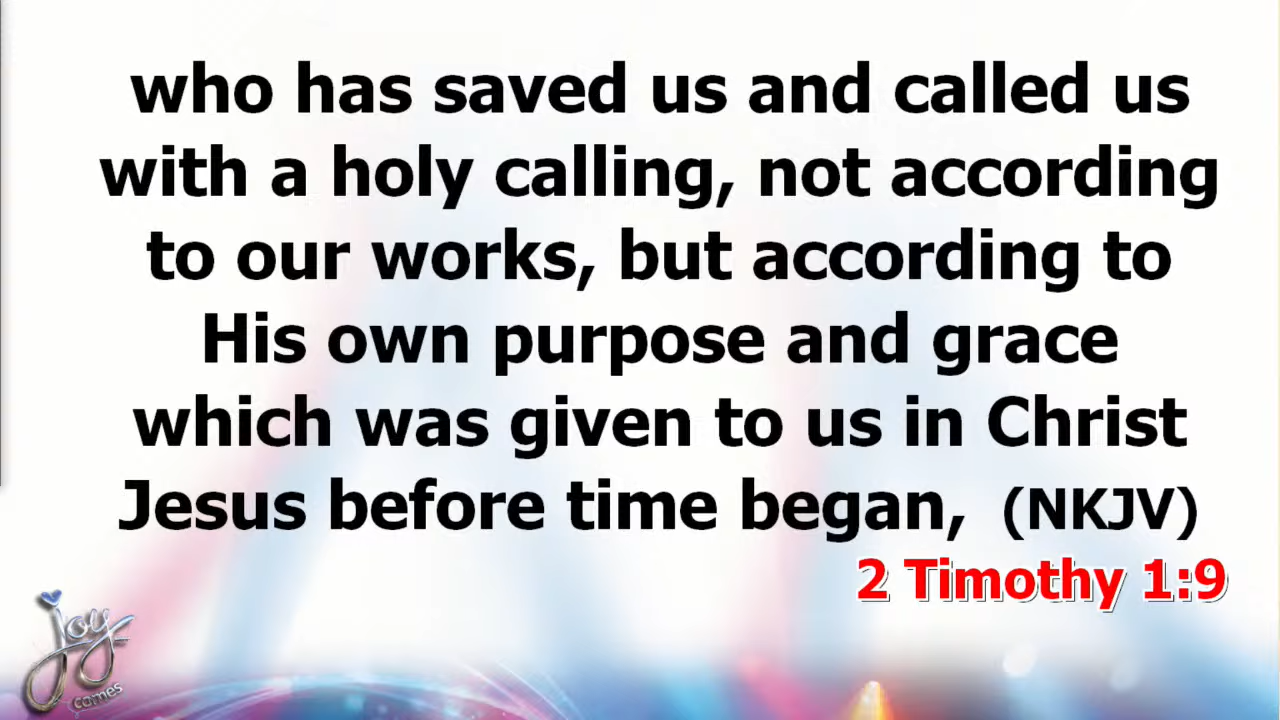 who has saved us and called us
with a holy calling, not according
to our works, but according to
His own purpose and grace
which was given to us in Christ
Jesus before time began, (NKJV)
2 Timothy 1:9
joy
comes